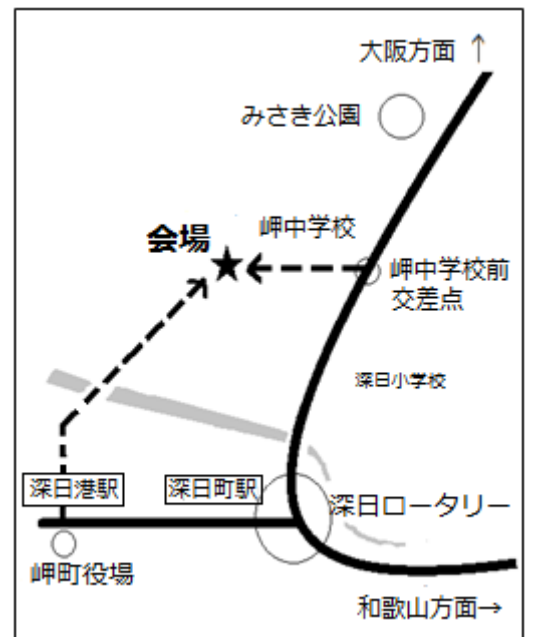 大阪方面 ↑
みさき公園
岬中学校
会場
★
岬中学校前
交差点
深日小学校
深日港駅
深日町駅
深日ロータリー
岬町役場
和歌山方面→